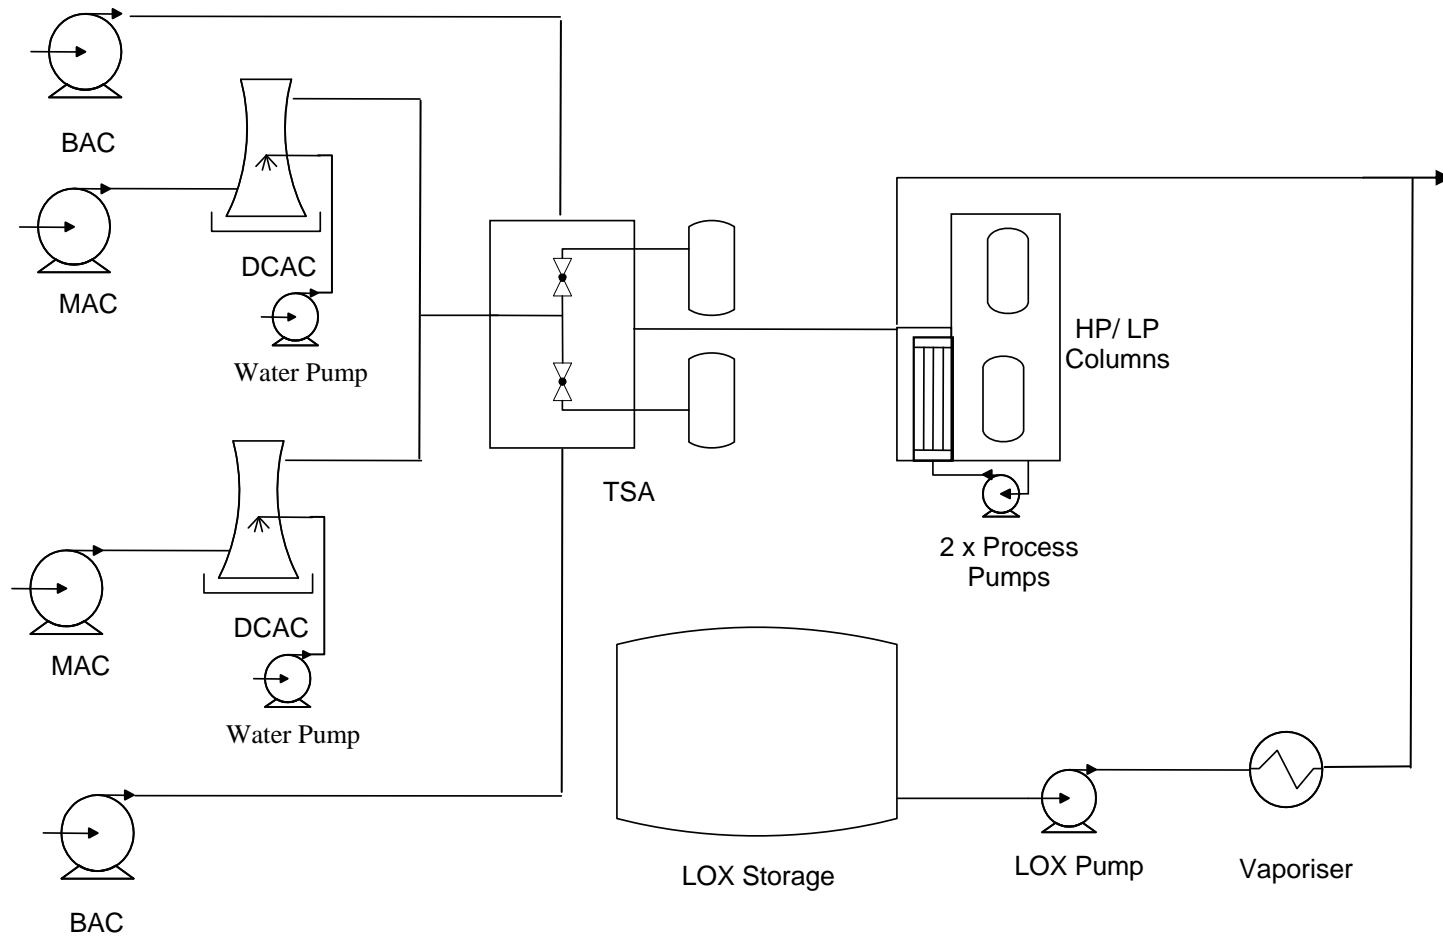 BAC
DCAC
MAC
Water Pump
HP/ LP
Columns
TSA
2 x Process
Pumps
DCAC
MAC
Water Pump
LOX Storage
LOX Pump
Vaporiser
BAC